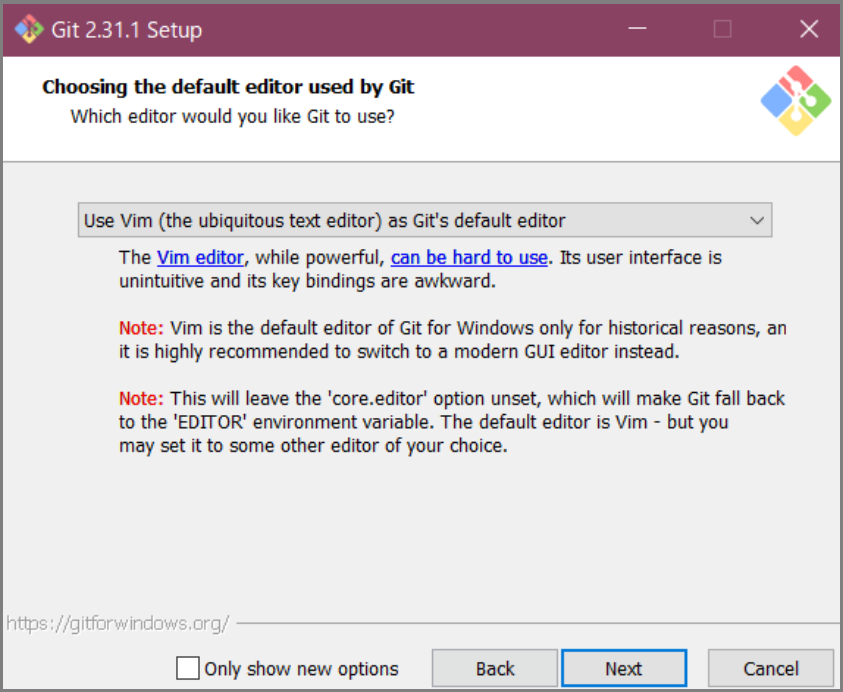 Git 2.31.1 Setup
Choosing the default editor used by Git
Which editor would you like Git to use?
Use Vim (the ubiquitous text editor) as Git's default editor
The Vim editor, while powerful, can be hard to use. Its user interface is
unintuitive and its key bindings are awkward.
Note: Vim is the default editor of Git for Windows only for historical reasons, an
it is highly recommended to switch to a modern GUI editor instead.
Note: This will leave the 'core.editor' option unset, which will make Git fall back
to the 'EDITOR' environment variable. The default editor is Vim - but you
may set it to some other editor of your choice.
https://gitforwindows.org/
Only show new options
Back
Next
Cancel